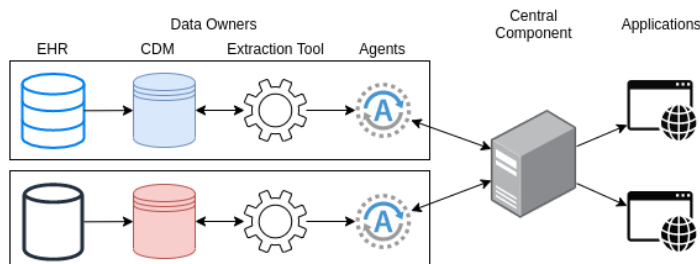 Data Owners
Central
Component
Applications
EHR
CDM
Extraction Tool
Agents
A
A